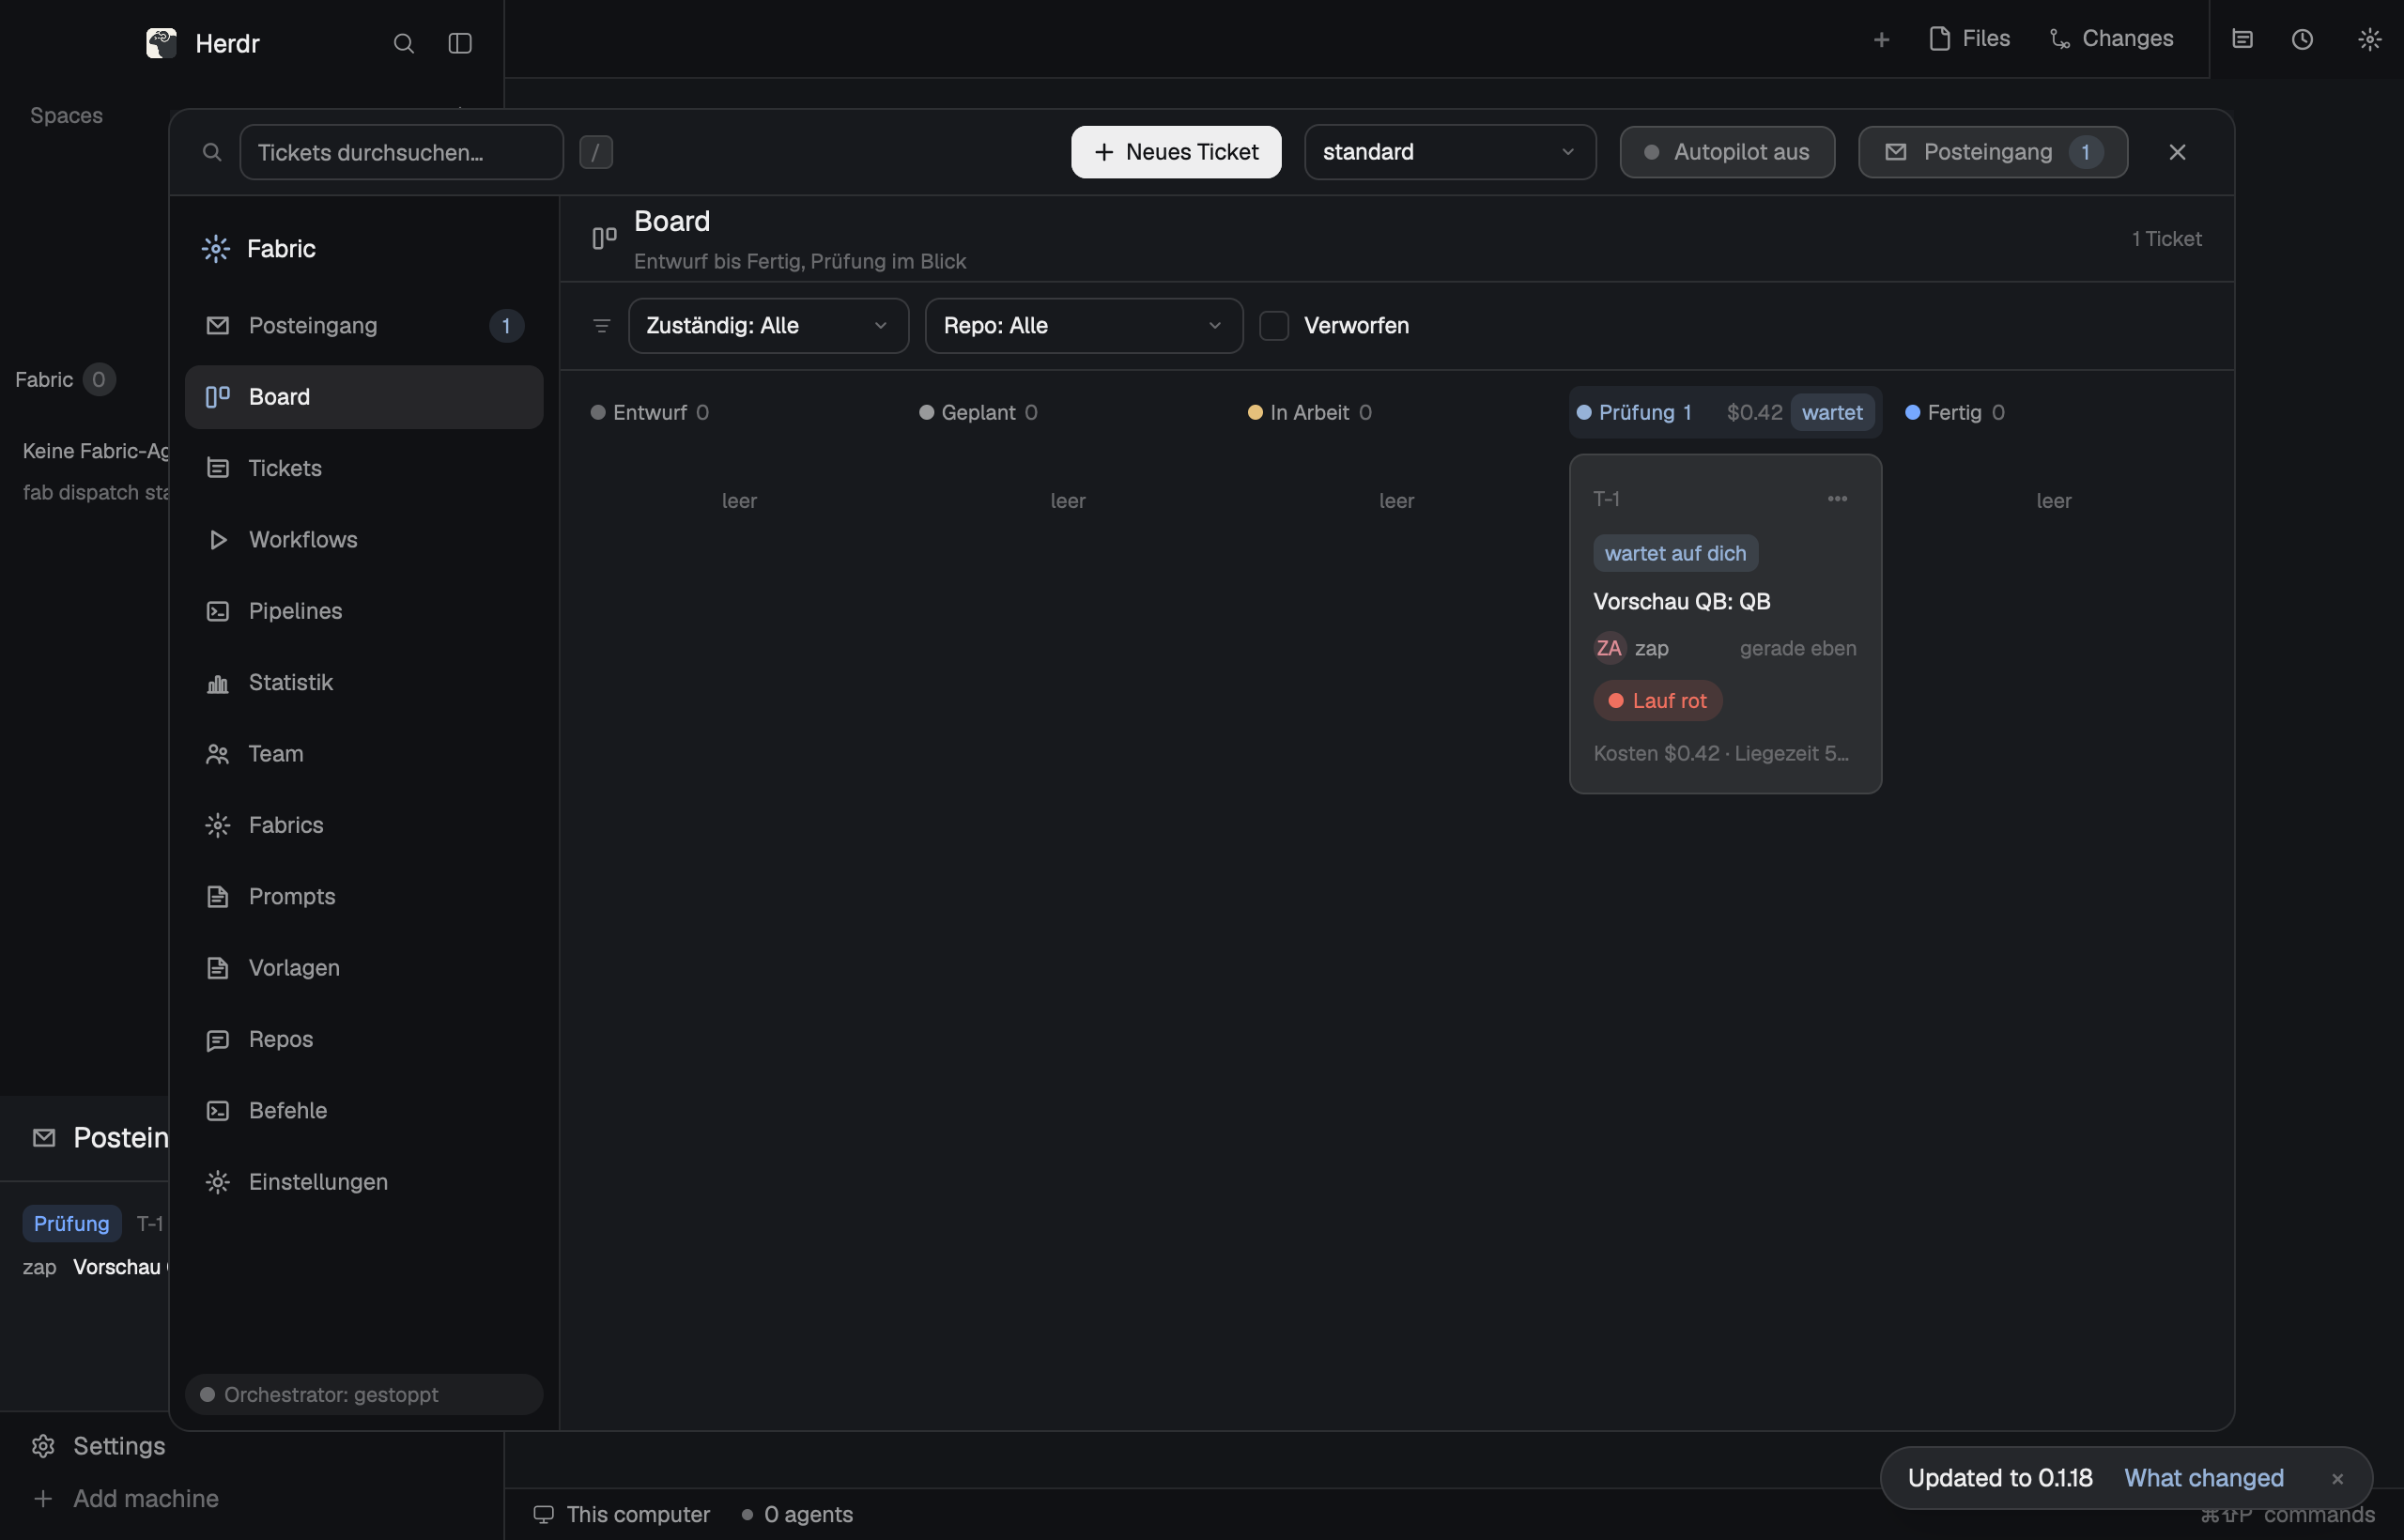 Herdr
Files
Changes
Spaces
Tickets durchsuchen...
/
+ Neues Ticket
standard
Autopilot aus
Posteingang 1
Fabric
Board
Entwurf bis Fertig, Prüfung im Blick
1 Ticket
Posteingang 1
Zuständig: Alle
Repo: Alle
Verworfen
Fabric 0
Board
Entwurf 0
Geplant 0
In Arbeit 0
Prüfung 1
$0.42
wartet
Fertig 0
Keine Fabric-Ag
fab dispatch sta
Tickets
leer
leer
leer
leer
T-1
Workflows
wartet auf dich
Pipelines
Vorschau QB: QB
ZA zap
gerade eben
Statistik
Lauf rot
Team
Kosten $0.42 · Liegezeit 5...
Fabrics
Prompts
Vorlagen
Repos
Befehle
Postein
Einstellungen
Prüfung T-1
zap Vorschau
Orchestrator: gestoppt
Settings
Add machine
Updated to 0.1.18
What changed
This computer
0 agents
⌘⇧P commands